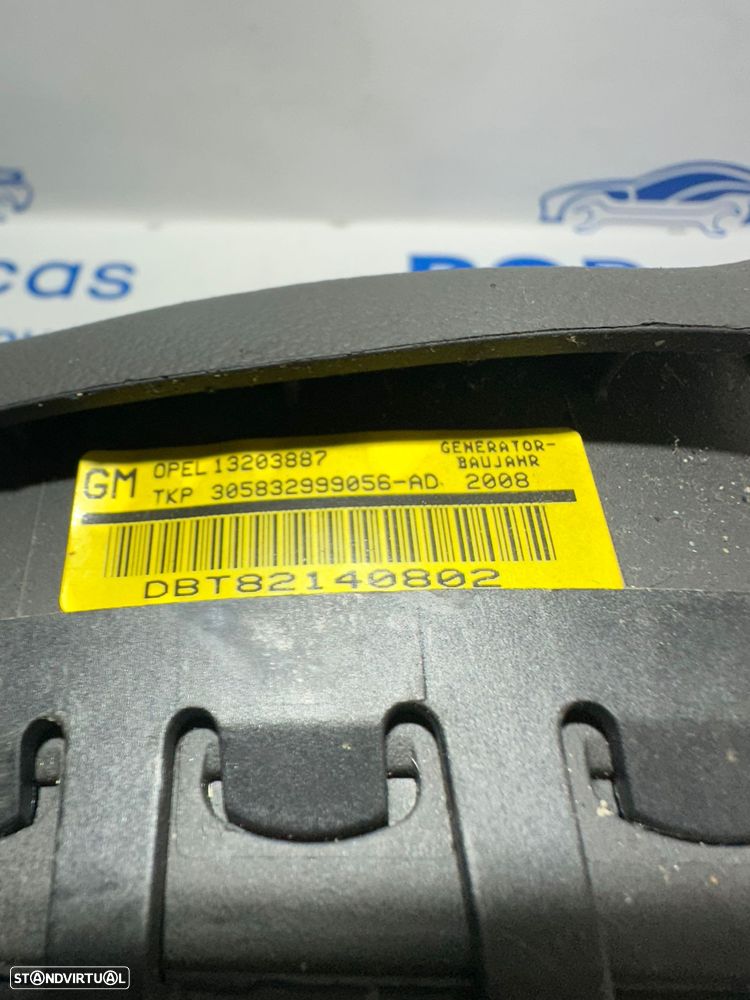 cas
GM OPEL 13203887
TKP 305832999056-AD
GENERATOR-
BAUJAHR
2008
DBT82140802
STANDVIRTUAL